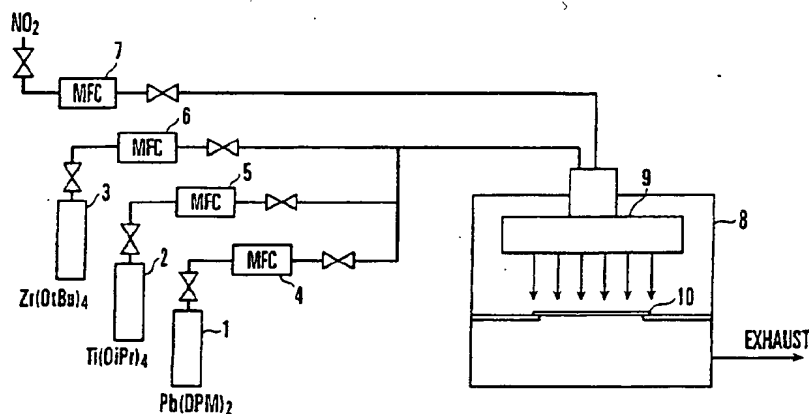 NO2
7
MFC
6
MFC
3
5
MFC
9
8
2
MFC
4
10
Zr(OtBu)4
1
Ti(OiPr)4
EXHAUST
Pb(DPM)2